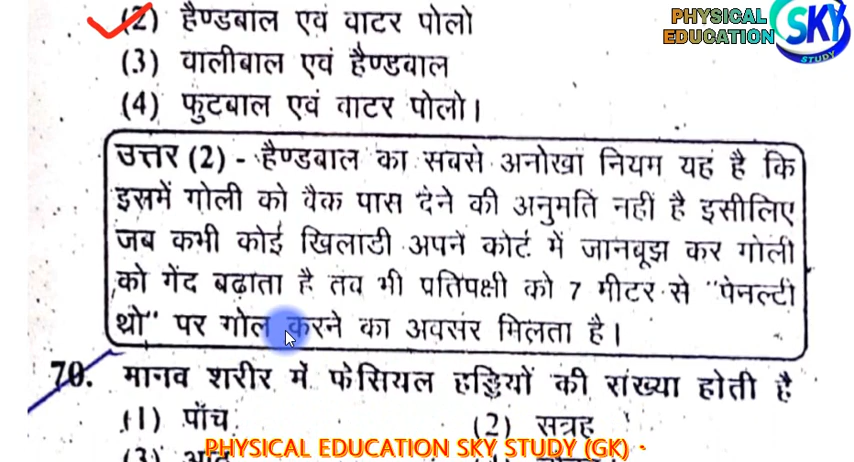 (2) हैण्डबाल एवं वाटर पोलो
PHYSICAL
EDUCATION
SKY
STUDY
(3) वालीबाल एवं हैण्डबाल
(4) फुटबाल एवं वाटर पोलो।
उत्तर (2) - हैण्डबाल का सबसे अनोखा नियम यह है कि
इसमें गोली को वैक पास देने की अनुमति नहीं है इसीलिए
जब कभी कोई खिलाडी अपने कोर्ट में जानबूझ कर गोली
को गेंद बढ़ाता है तव भी प्रतिपक्षी को 7 मीटर से "पेनल्टी
थो" पर गोल करने का अवसर मिलता है।
70. मानव शरीर में फेसियल हड्डियों की संख्या होती है
(1) पाँच
(2) सत्रह
(3)
PHYSICAL EDUCATION SKY STUDY (GK) -